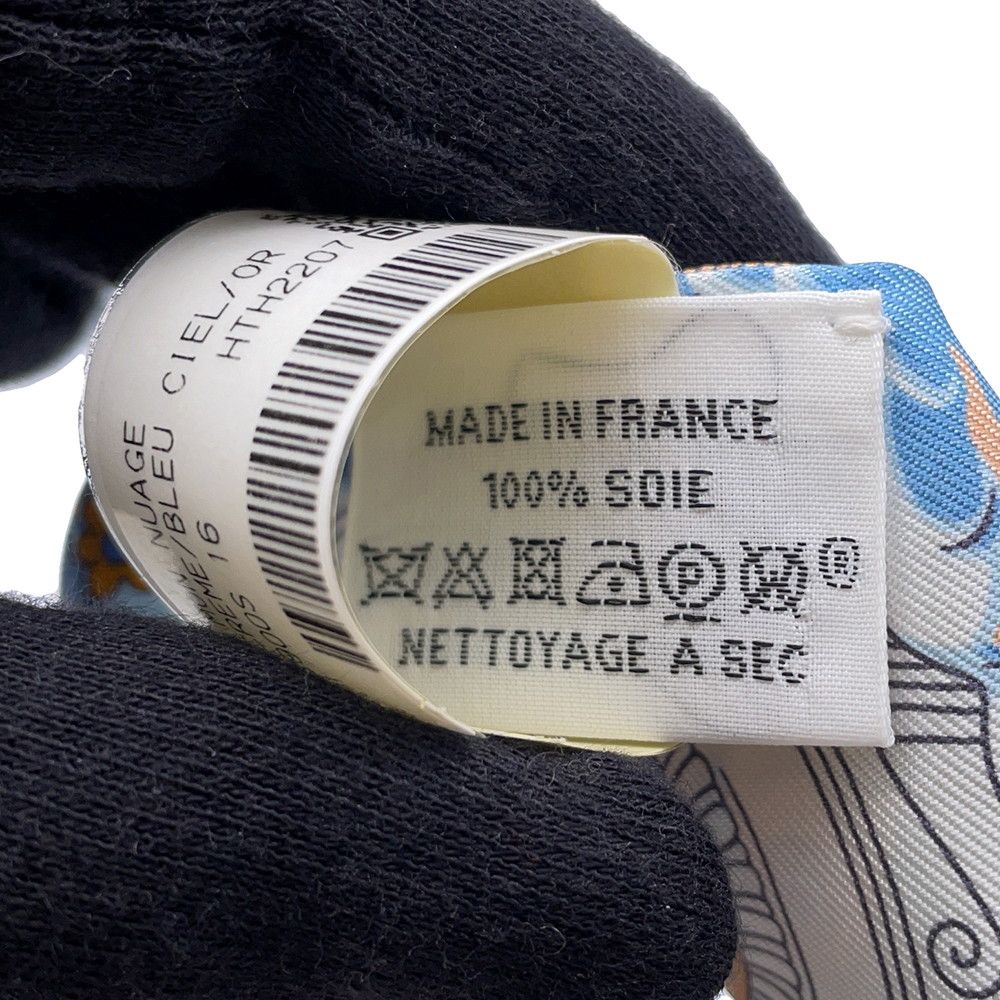 CIEL/OR
HTH2207
NUAGE
/BLEU
16
MADE IN FRANCE
100% SOIE
P
NETTOYAGE A SEC